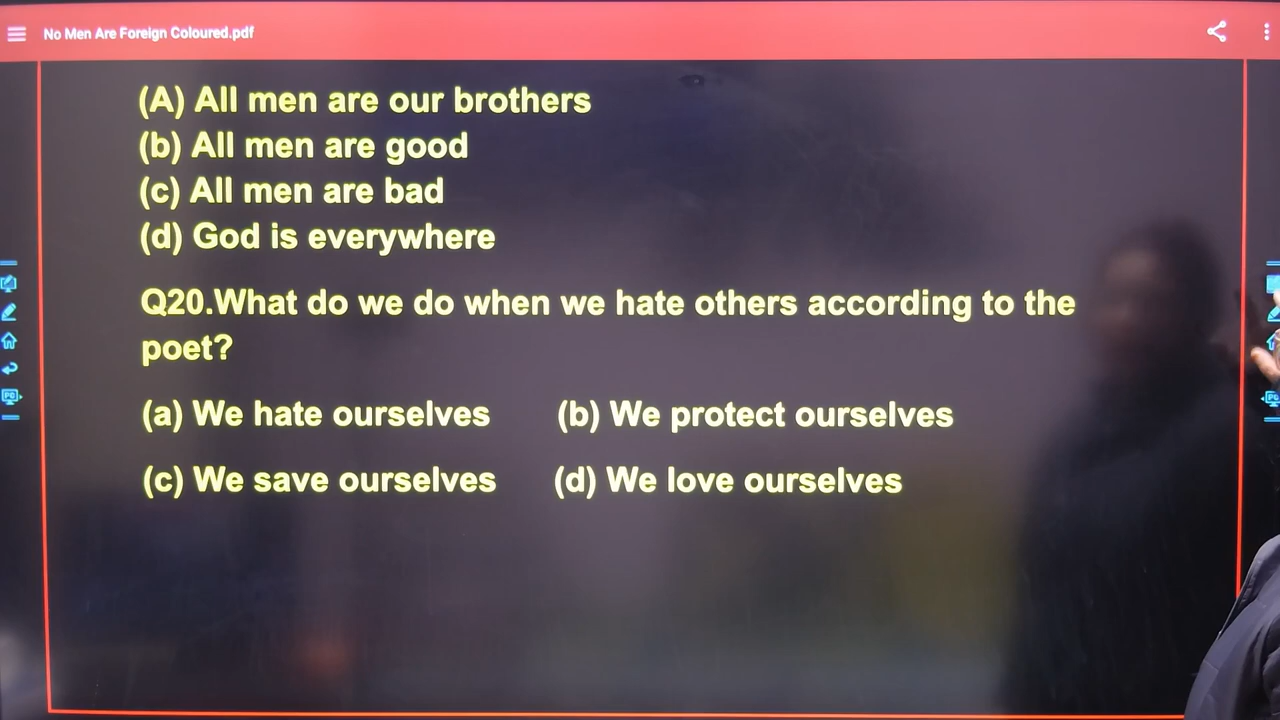 No Men Are Foreign Coloured.pdf
(A) All men are our brothers
(b) All men are good
(c) All men are bad
(d) God is everywhere
Q20.What do we do when we hate others according to the
poet?
(a) We hate ourselves (b) We protect ourselves
(c) We save ourselves (d) We love ourselves
PC
PC